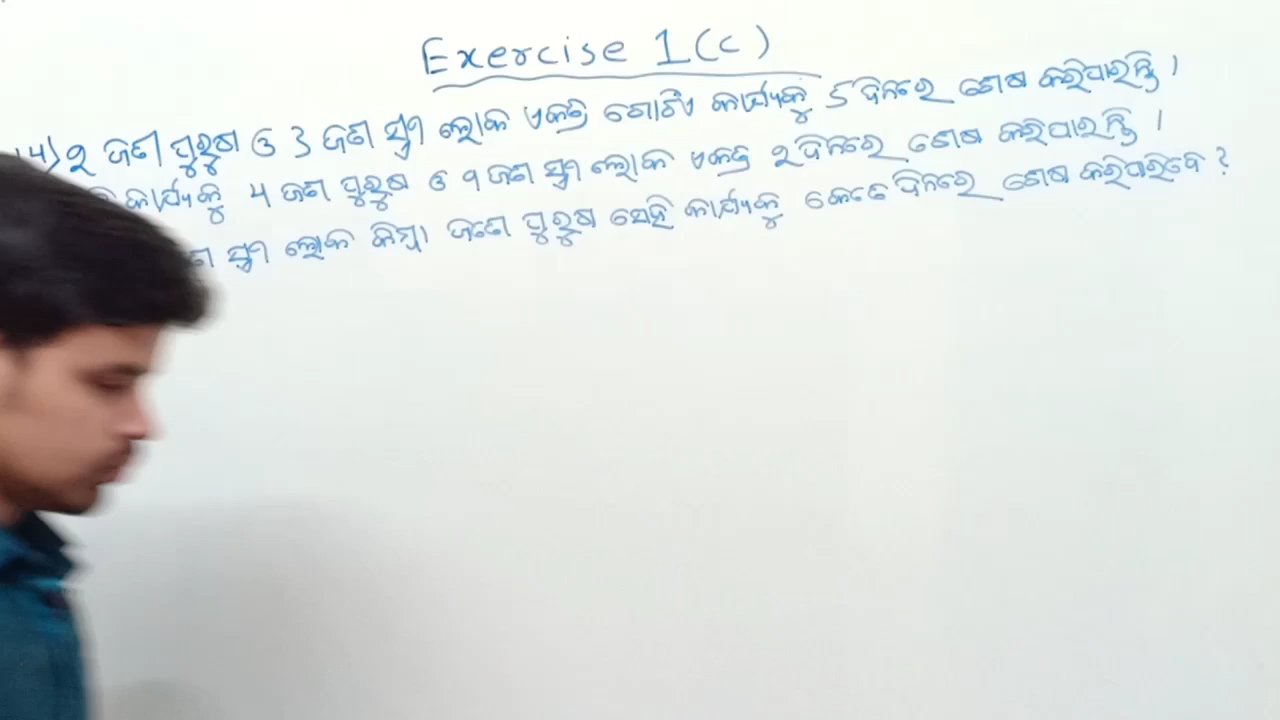 Exercise 1(c)
14) 2 ଜଣ ପୁରୁଷ ଓ 3 ଜଣ ସ୍ତ୍ରୀ ଲୋକ ଏକତ୍ର ଗୋଟିଏ କାର୍ଯ୍ୟକୁ 5 ଦିନରେ ଶେଷ କରିପାରନ୍ତି ।
କାର୍ଯ୍ୟକୁ 4 ଜଣ ପୁରୁଷ ଓ 9 ଜଣ ସ୍ତ୍ରୀ ଲୋକ ଏକତ୍ର 2 ଦିନରେ ଶେଷ କରିପାରନ୍ତି ।
ସ୍ତ୍ରୀ ଲୋକ କିମ୍ବା ଜଣେ ପୁରୁଷ ସେହି କାର୍ଯ୍ୟକୁ କେତେ ଦିନରେ ଶେଷ କରିପାରିବେ ?